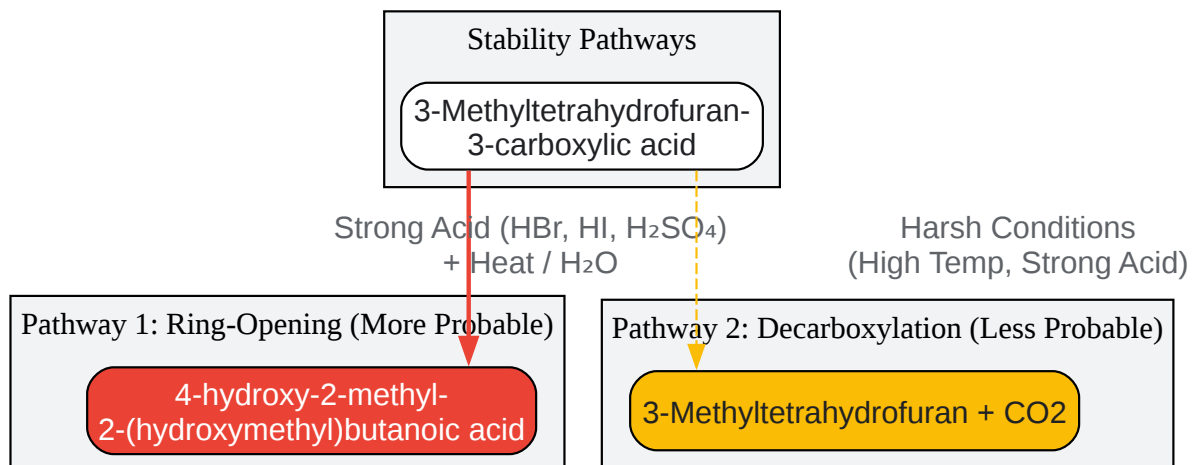 Stability Pathways
3-Methyltetrahydrofuran-
3-carboxylic acid
Strong Acid (HBr, HI, H₂SO₄)
+ Heat / H₂O
Harsh Conditions
(High Temp, Strong Acid)
Pathway 1: Ring-Opening (More Probable)
4-hydroxy-2-methyl-
2-(hydroxymethyl)butanoic acid
Pathway 2: Decarboxylation (Less Probable)
3-Methyltetrahydrofuran + CO2